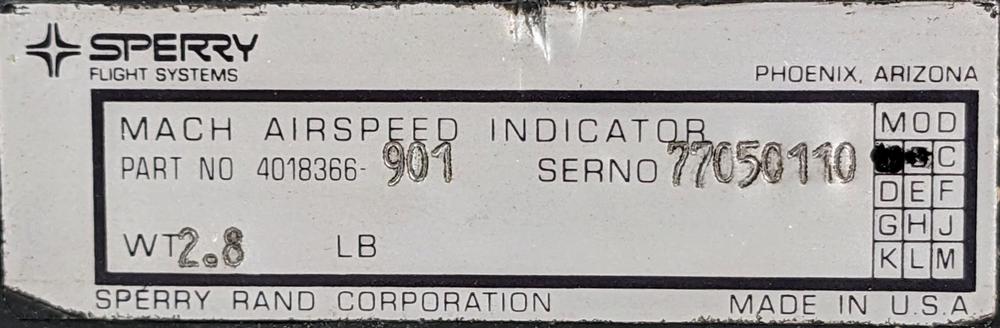 SPERRY
FLIGHT SYSTEMS
PHOENIX, ARIZONA
MACH AIRSPEED INDICATOR
PART NO 4018366-901 SERNO 77050110
WT 2.8 LB
MOD
C
D E F
G H J
K L M
SPERRY RAND CORPORATION MADE IN U.S.A